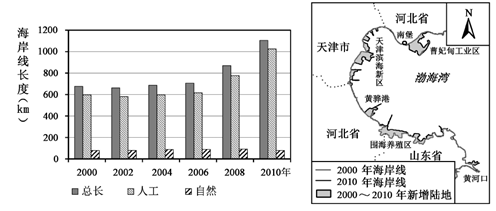 海岸线长度(km)
1200
1000
800
600
400
200
0
2000 2002 2004 2006 2008 2010年
总长 人工 自然
河北省
N
南堡
曹妃甸工业区
天津市
天津滨海新区
渤海湾
黄骅港
河北省
围海养殖区
山东省
黄河口
2000 年海岸线
2010 年海岸线
2000～2010 年新增陆地